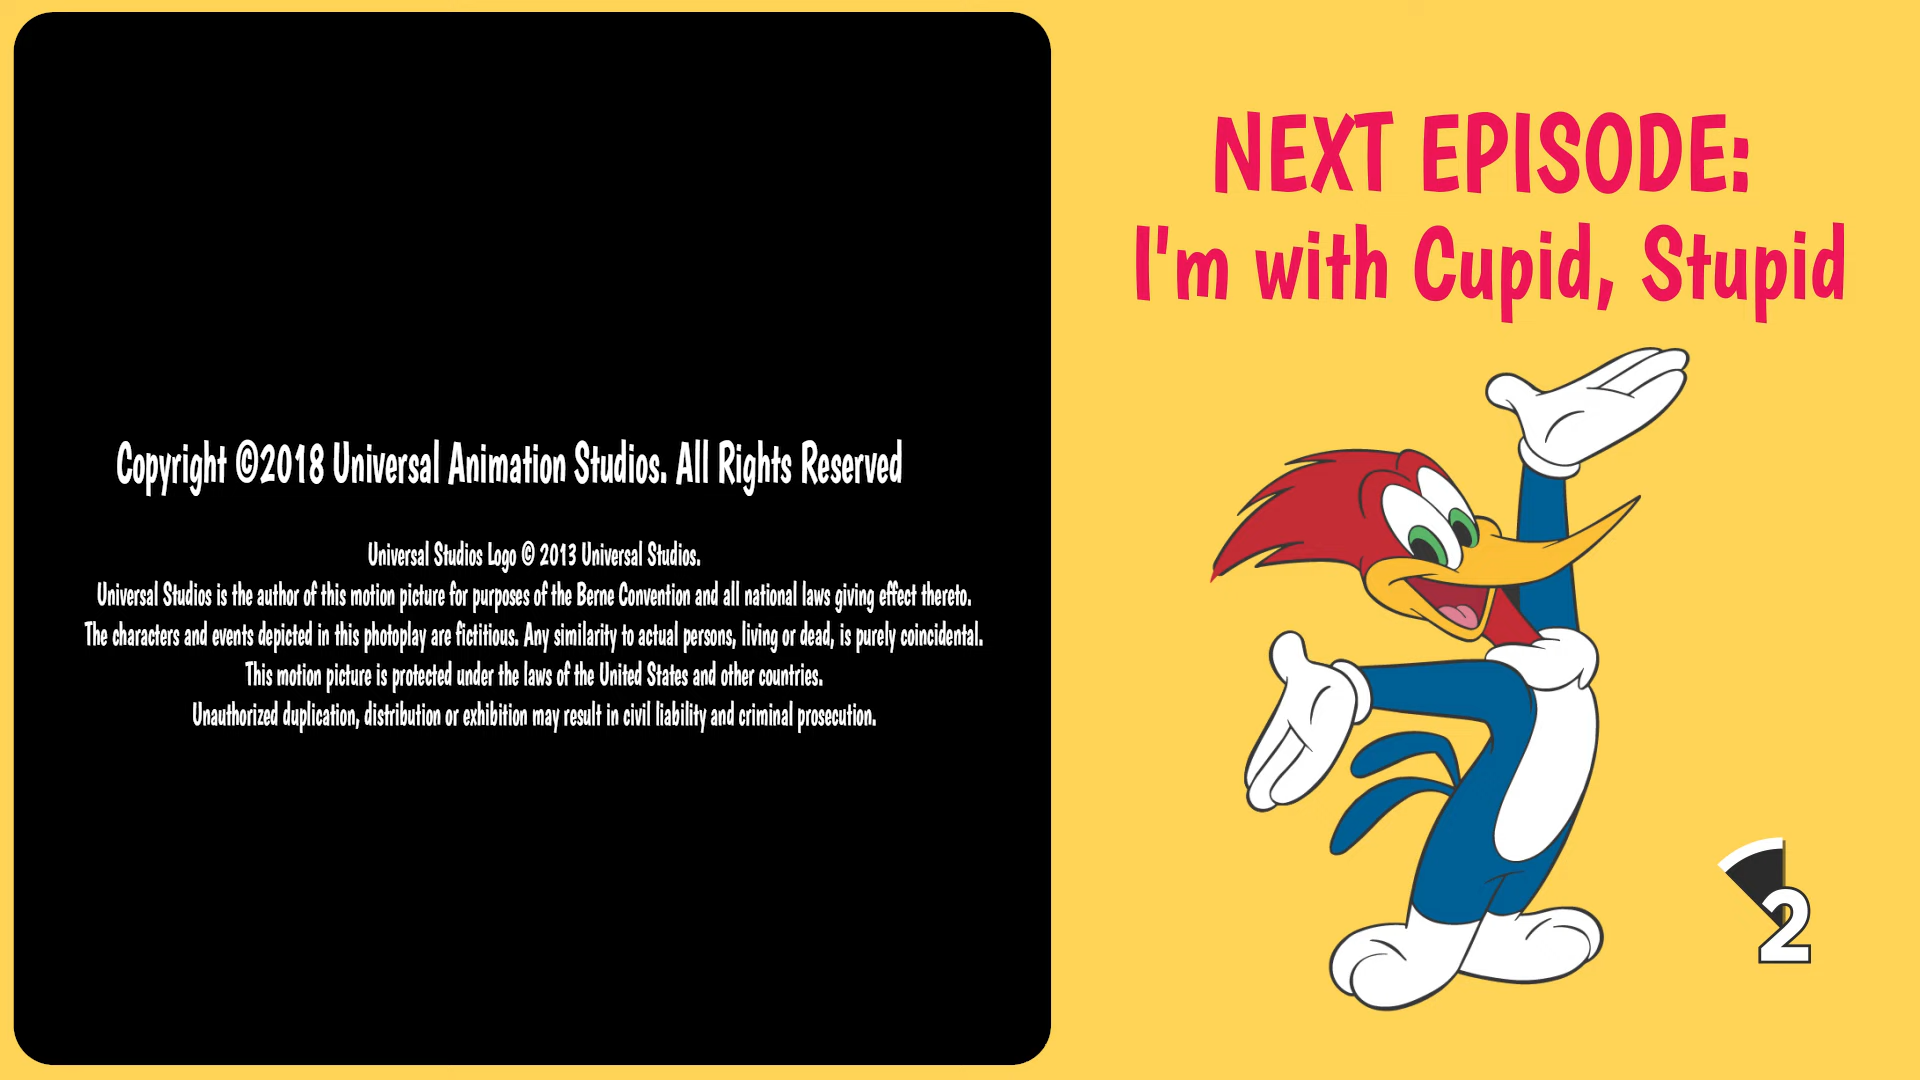 Copyright ©2018 Universal Animation Studios. All Rights Reserved
Universal Studios Logo © 2013 Universal Studios.
Universal Studios is the author of this motion picture for purposes of the Berne Convention and all national laws giving effect thereto.
The characters and events depicted in this photoplay are fictitious. Any similarity to actual persons, living or dead, is purely coincidental.
This motion picture is protected under the laws of the United States and other countries.
Unauthorized duplication, distribution or exhibition may result in civil liability and criminal prosecution.
NEXT EPISODE:
I'm with Cupid, Stupid
2